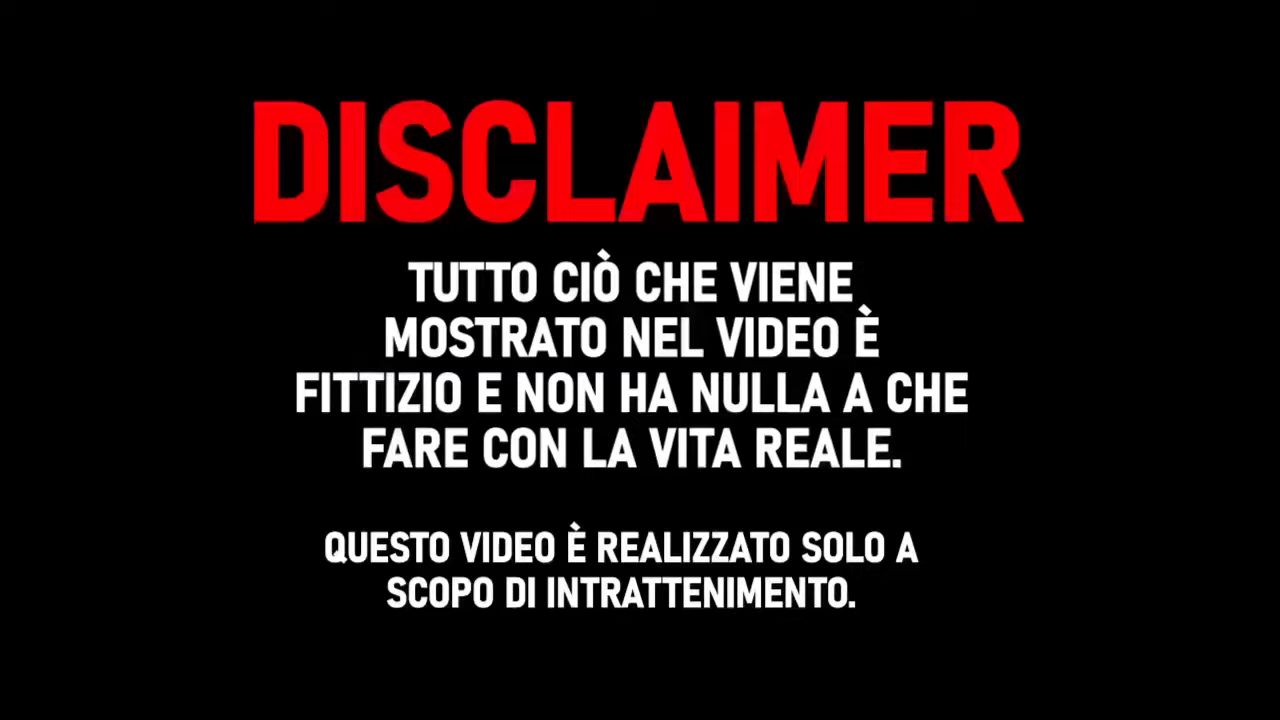 DISCLAIMER
TUTTO CIÒ CHE VIENE
MOSTRATO NEL VIDEO È
FITTIZIO E NON HA NULLA A CHE
FARE CON LA VITA REALE.
QUESTO VIDEO È REALIZZATO SOLO A
SCOPO DI INTRATTENIMENTO.